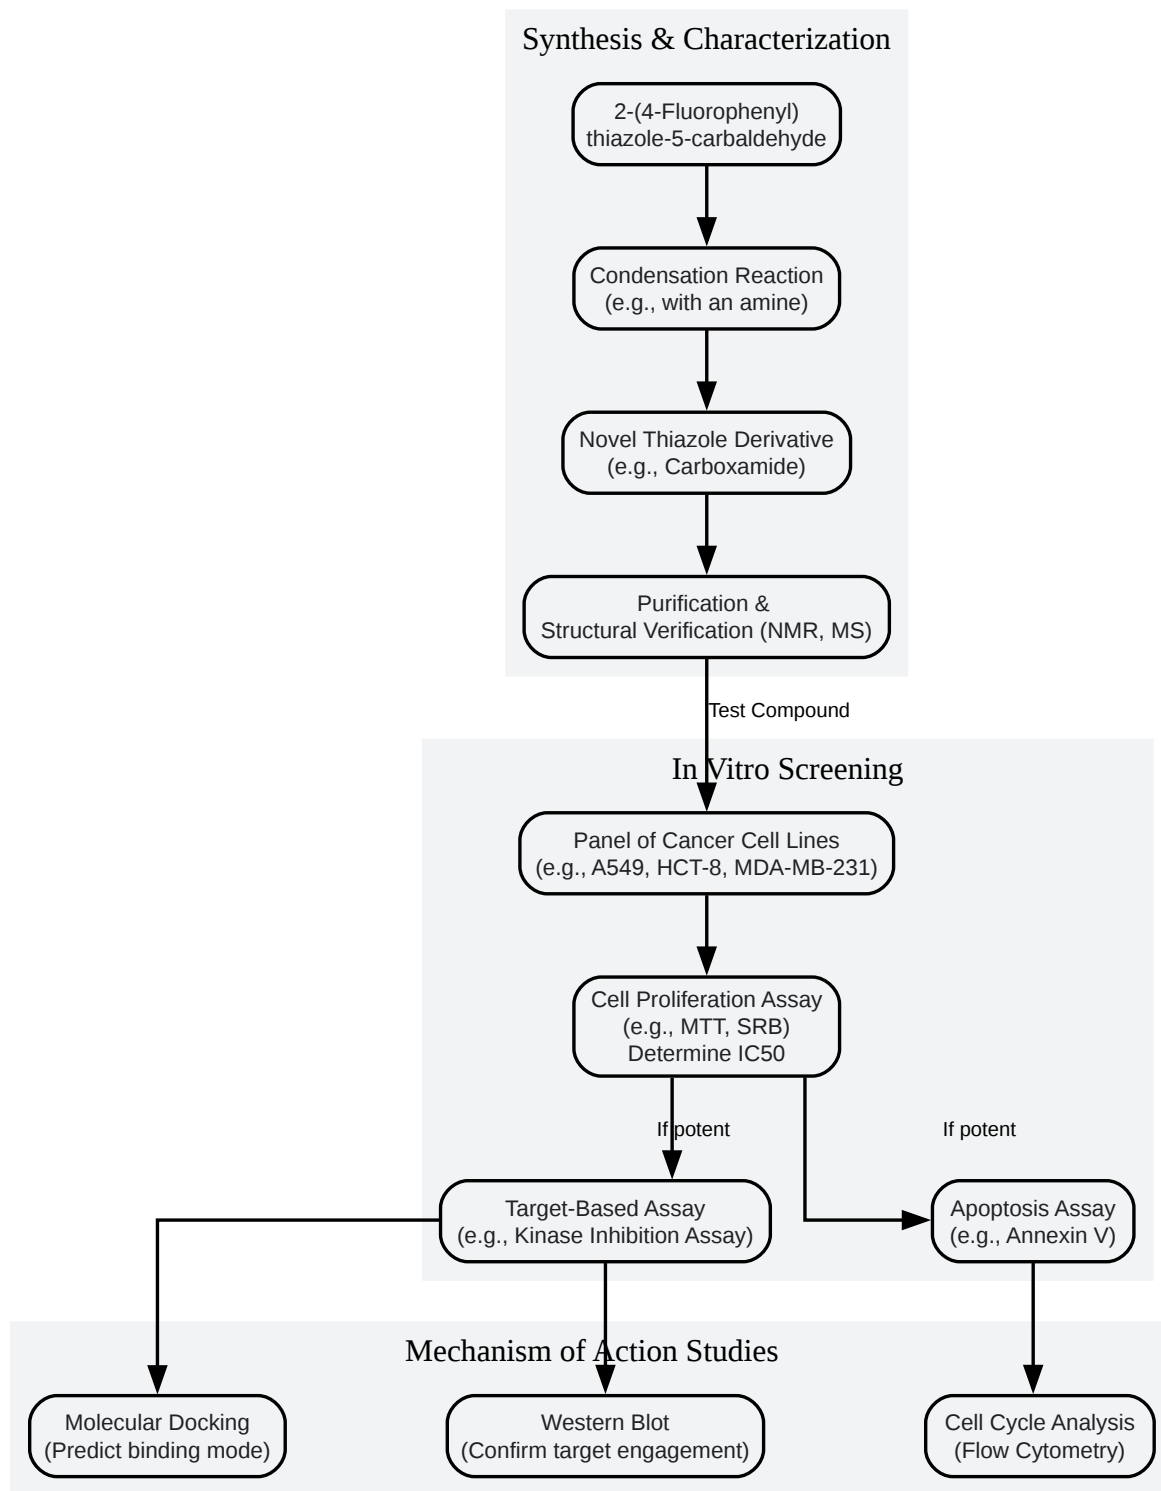 Synthesis & Characterization
2-(4-Fluorophenyl)
thiazole-5-carbaldehyde
Condensation Reaction
(e.g., with an amine)
Novel Thiazole Derivative
(e.g., Carboxamide)
Purification &
Structural Verification (NMR, MS)
Test Compound
In Vitro Screening
Panel of Cancer Cell Lines
(e.g., A549, HCT-8, MDA-MB-231)
Cell Proliferation Assay
(e.g., MTT, SRB)
Determine IC50
If potent
If potent
Target-Based Assay
(e.g., Kinase Inhibition Assay)
Apoptosis Assay
(e.g., Annexin V)
Mechanism of Action Studies
Molecular Docking
(Predict binding mode)
Western Blot
(Confirm target engagement)
Cell Cycle Analysis
(Flow Cytometry)